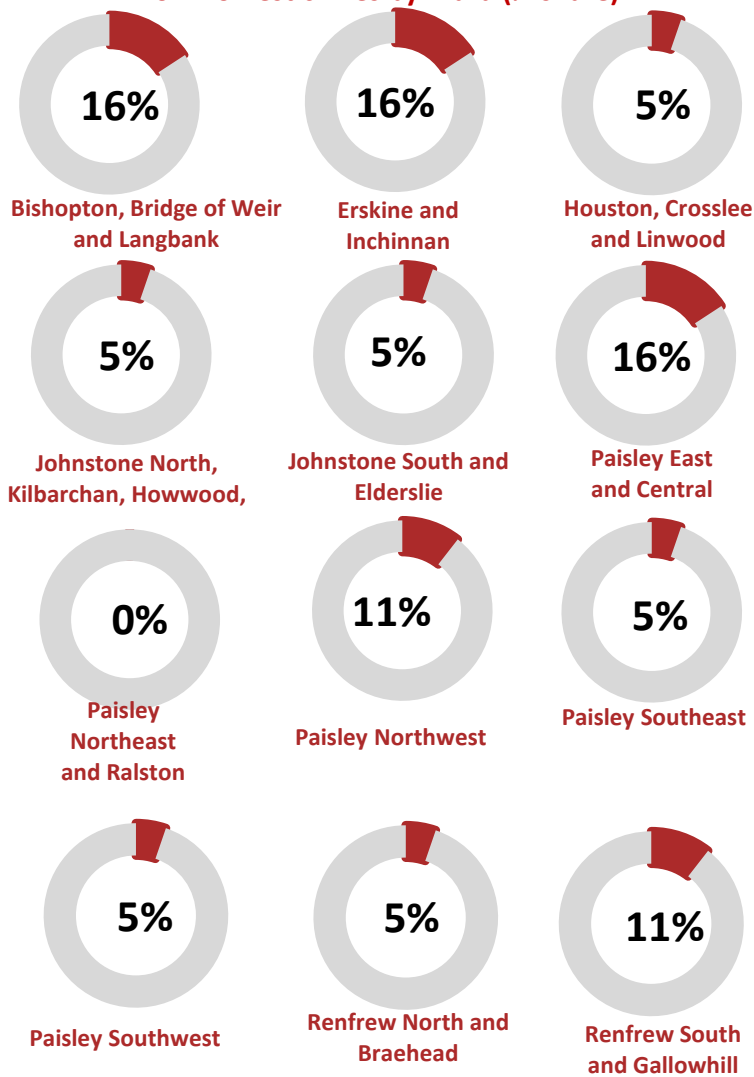 16%
16%
5%
Bishopton, Bridge of Weir
and Langbank
Erskine and
Inchinnan
Houston, Crosslee
and Linwood
5%
5%
16%
Johnstone North,
Kilbarchan, Howwood,
Johnstone South and
Elderslie
Paisley East
and Central
0%
11%
5%
Paisley
Northeast
and Ralston
Paisley Northwest
Paisley Southeast
5%
5%
11%
Paisley Southwest
Renfrew North and
Braehead
Renfrew South
and Gallowhill